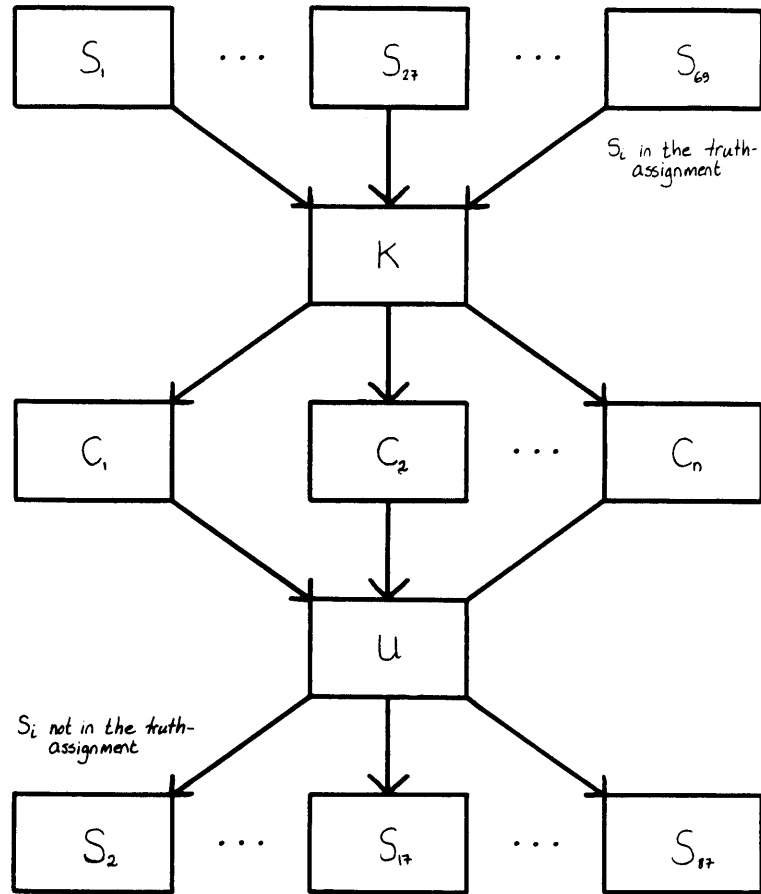 S₁ ... S₂₇ ... S₆₉
Sᵢ in the truth-
assignment
K
C₁ C₂ ... Cₙ
U
Sᵢ not in the truth-
assignment
S₂ ... S₁₇ ... S₈₇